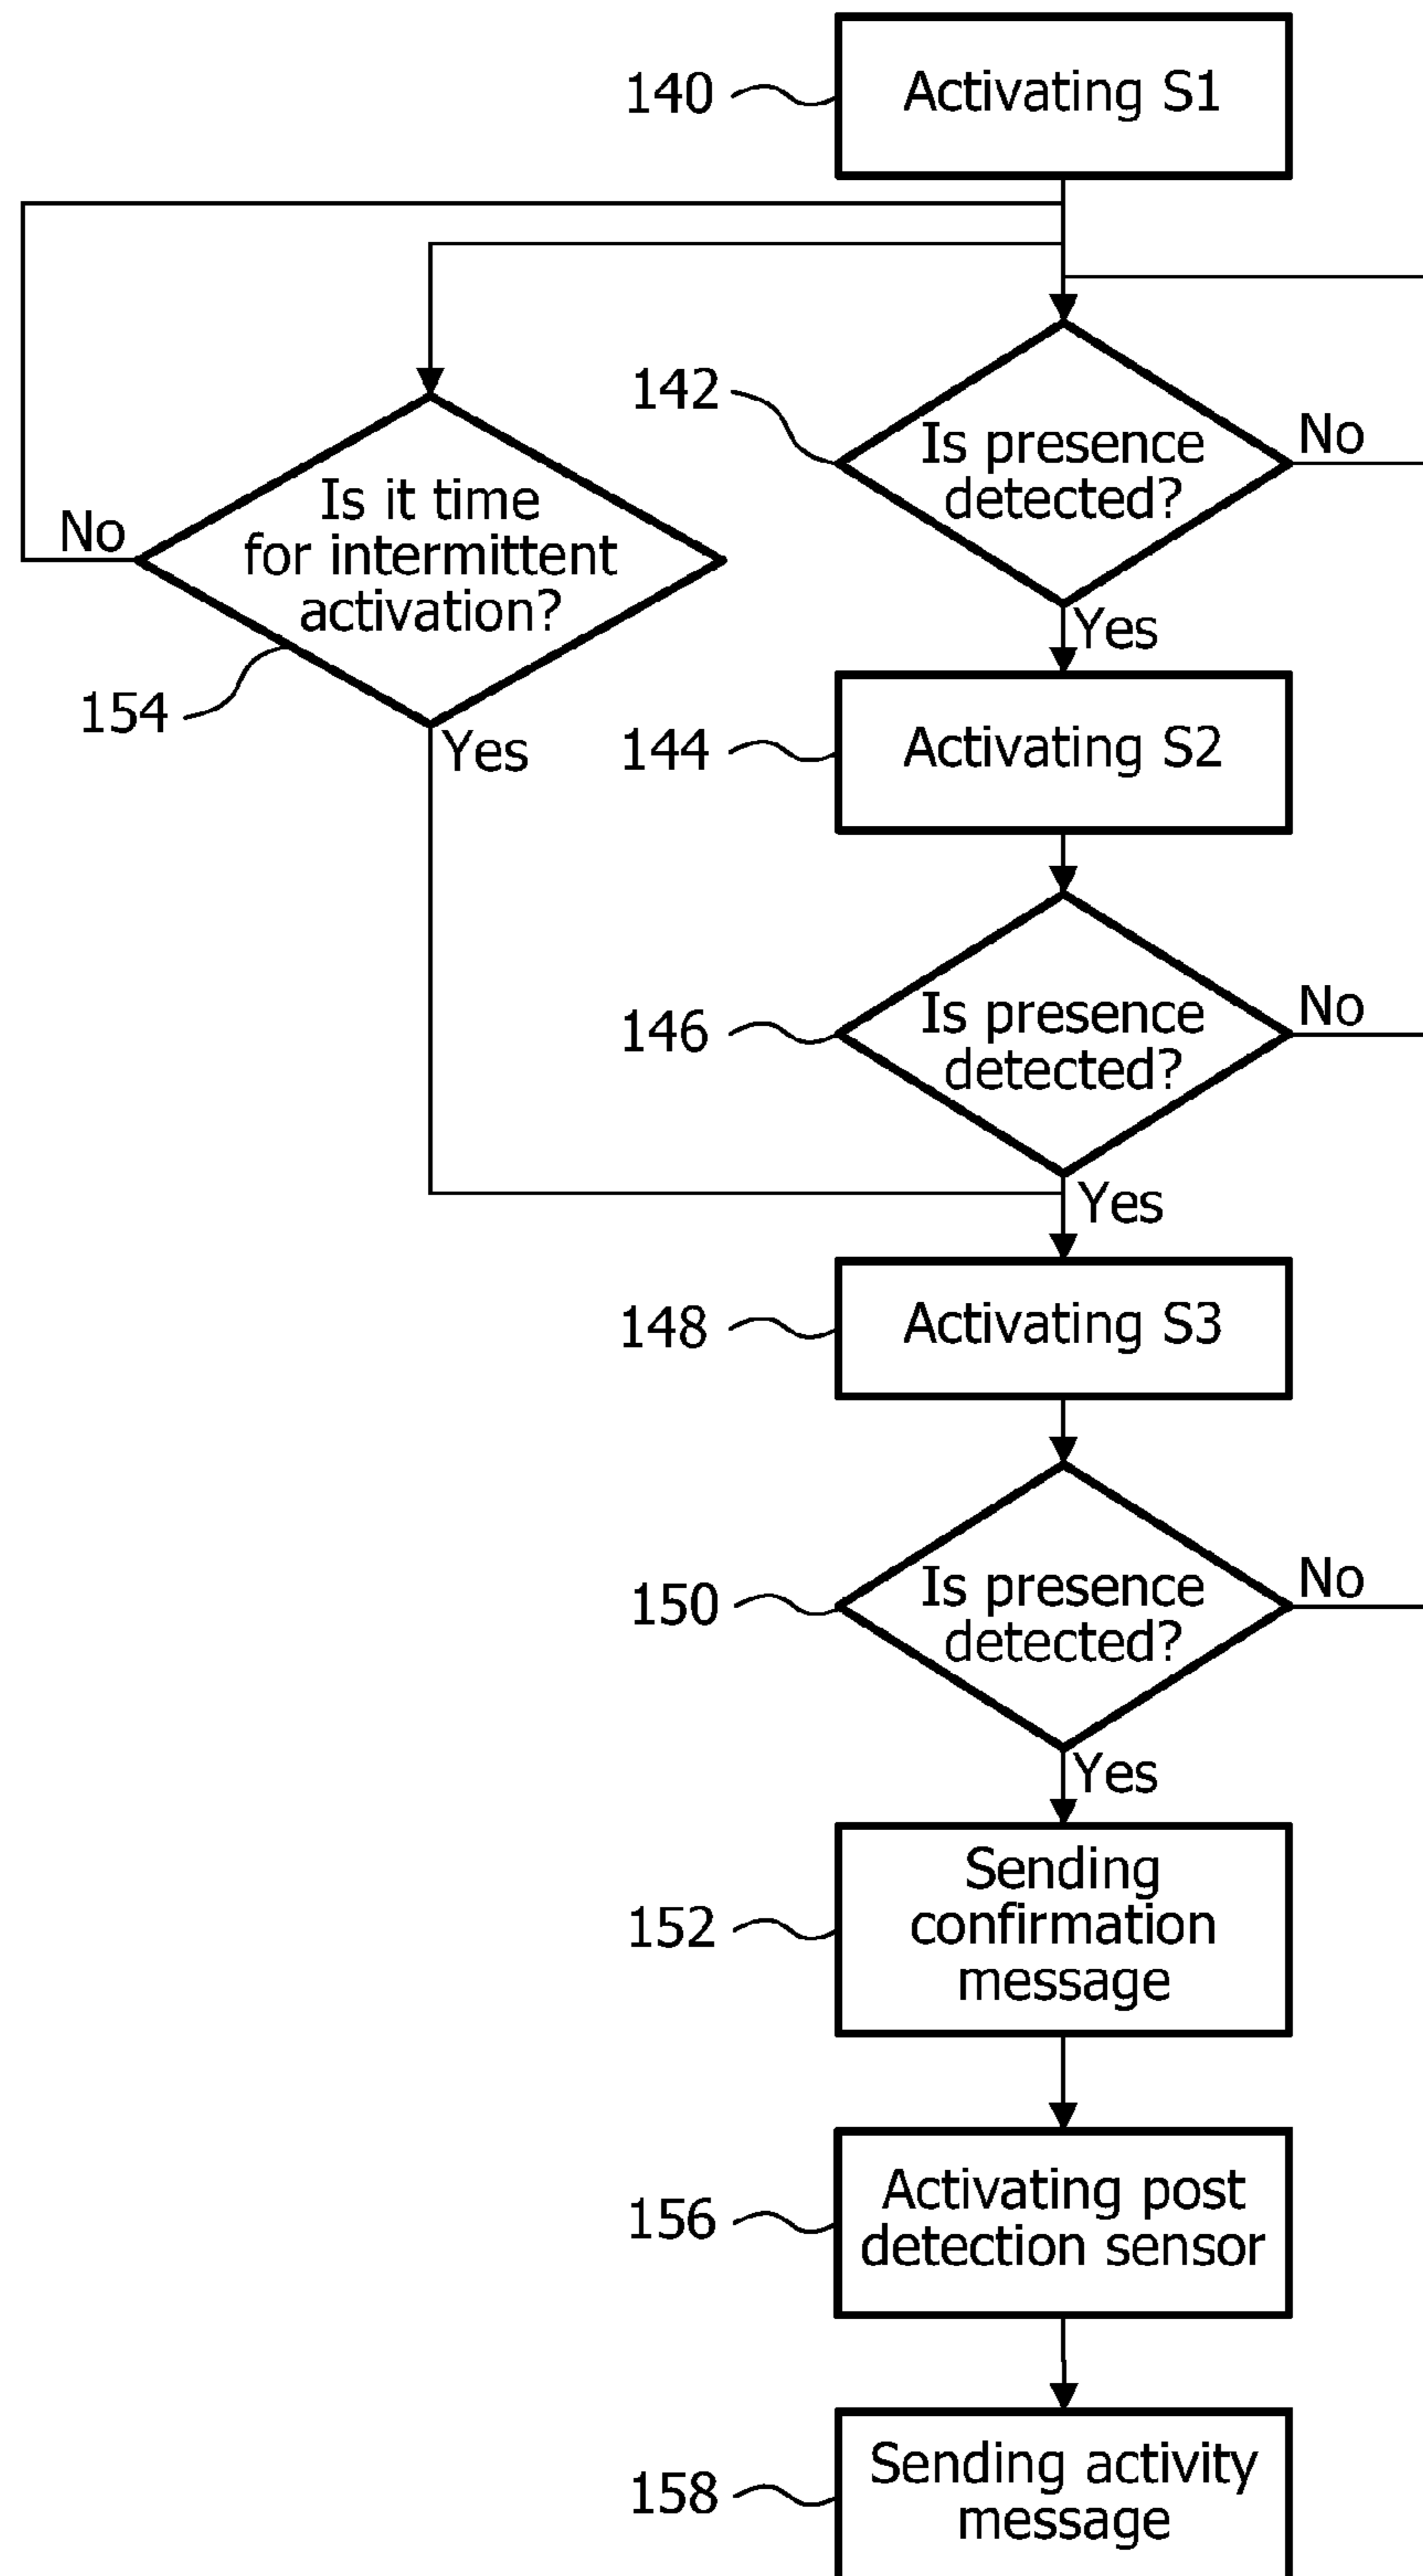 140
Activating S1
142
Is presence
detected?
No
Yes
No
Is it time
for intermittent
activation?
154
Yes
144
Activating S2
146
Is presence
detected?
No
Yes
148
Activating S3
150
Is presence
detected?
No
Yes
152
Sending
confirmation
message
156
Activating post
detection sensor
158
Sending activity
message